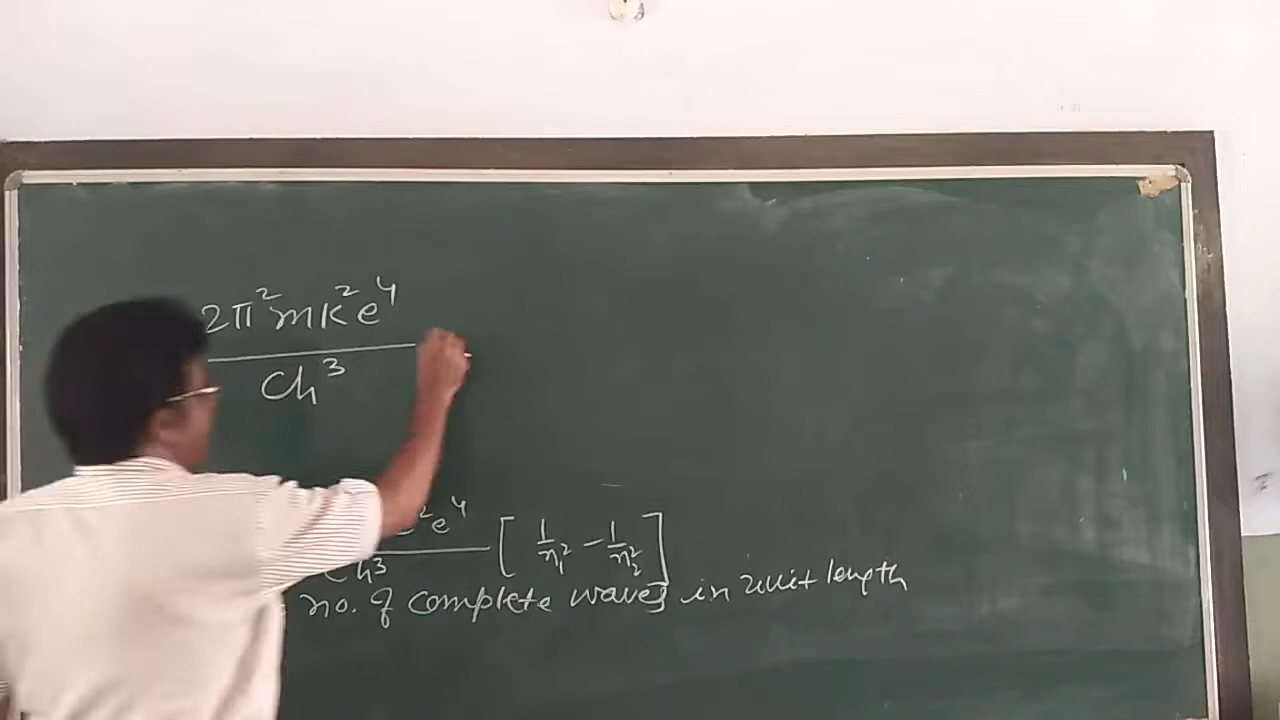 2π²mk²e⁴
Ch³
²e⁴ [ 1/n₁² - 1/n₂² ]
Ch³
no. of complete waves in unit length